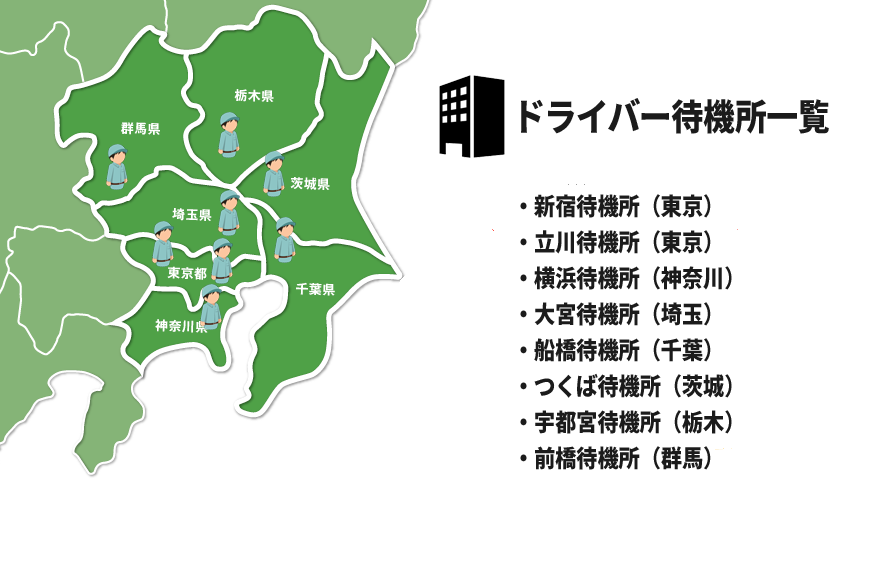 栃木県
群馬県
茨城県
埼玉県
東京都
千葉県
神奈川県
ドライバー待機所一覧
・新宿待機所（東京）
・立川待機所（東京）
・横浜待機所（神奈川）
・大宮待機所（埼玉）
・船橋待機所（千葉）
・つくば待機所（茨城）
・宇都宮待機所（栃木）
・前橋待機所（群馬）